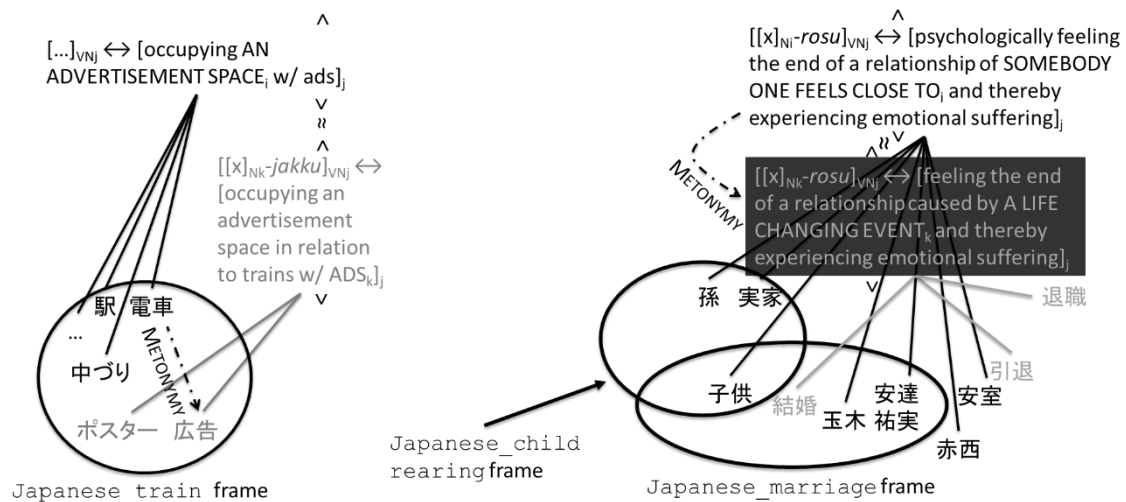 […]VNj ↔ [occupying AN
ADVERTISEMENT SPACEi w/ ads]j
< 
>
≈
<
[[x]Nk-jakku]VNj ↔
[occupying an
advertisement
space in relation
to trains w/ ADSk]j
>
駅 電車
...
中づり
METONYMY
ポスター 広告
Japanese train frame
<
[[x]Ni-rosu]VNj ↔ [psychologically feeling
the end of a relationship of SOMEBODY
ONE FEELS CLOSE TOi and thereby
experiencing emotional suffering]j
>
≈
<
METONYMY
[[x]Nk-rosu]VNj ↔ [feeling the end
of a relationship caused by A LIFE
CHANGING EVENTk and thereby
experiencing emotional suffering]j
>
孫 実家
退職
引退
子供
結婚
玉木
安達
祐実
安室
赤西
Japanese_child
rearing frame
Japanese_marriage frame